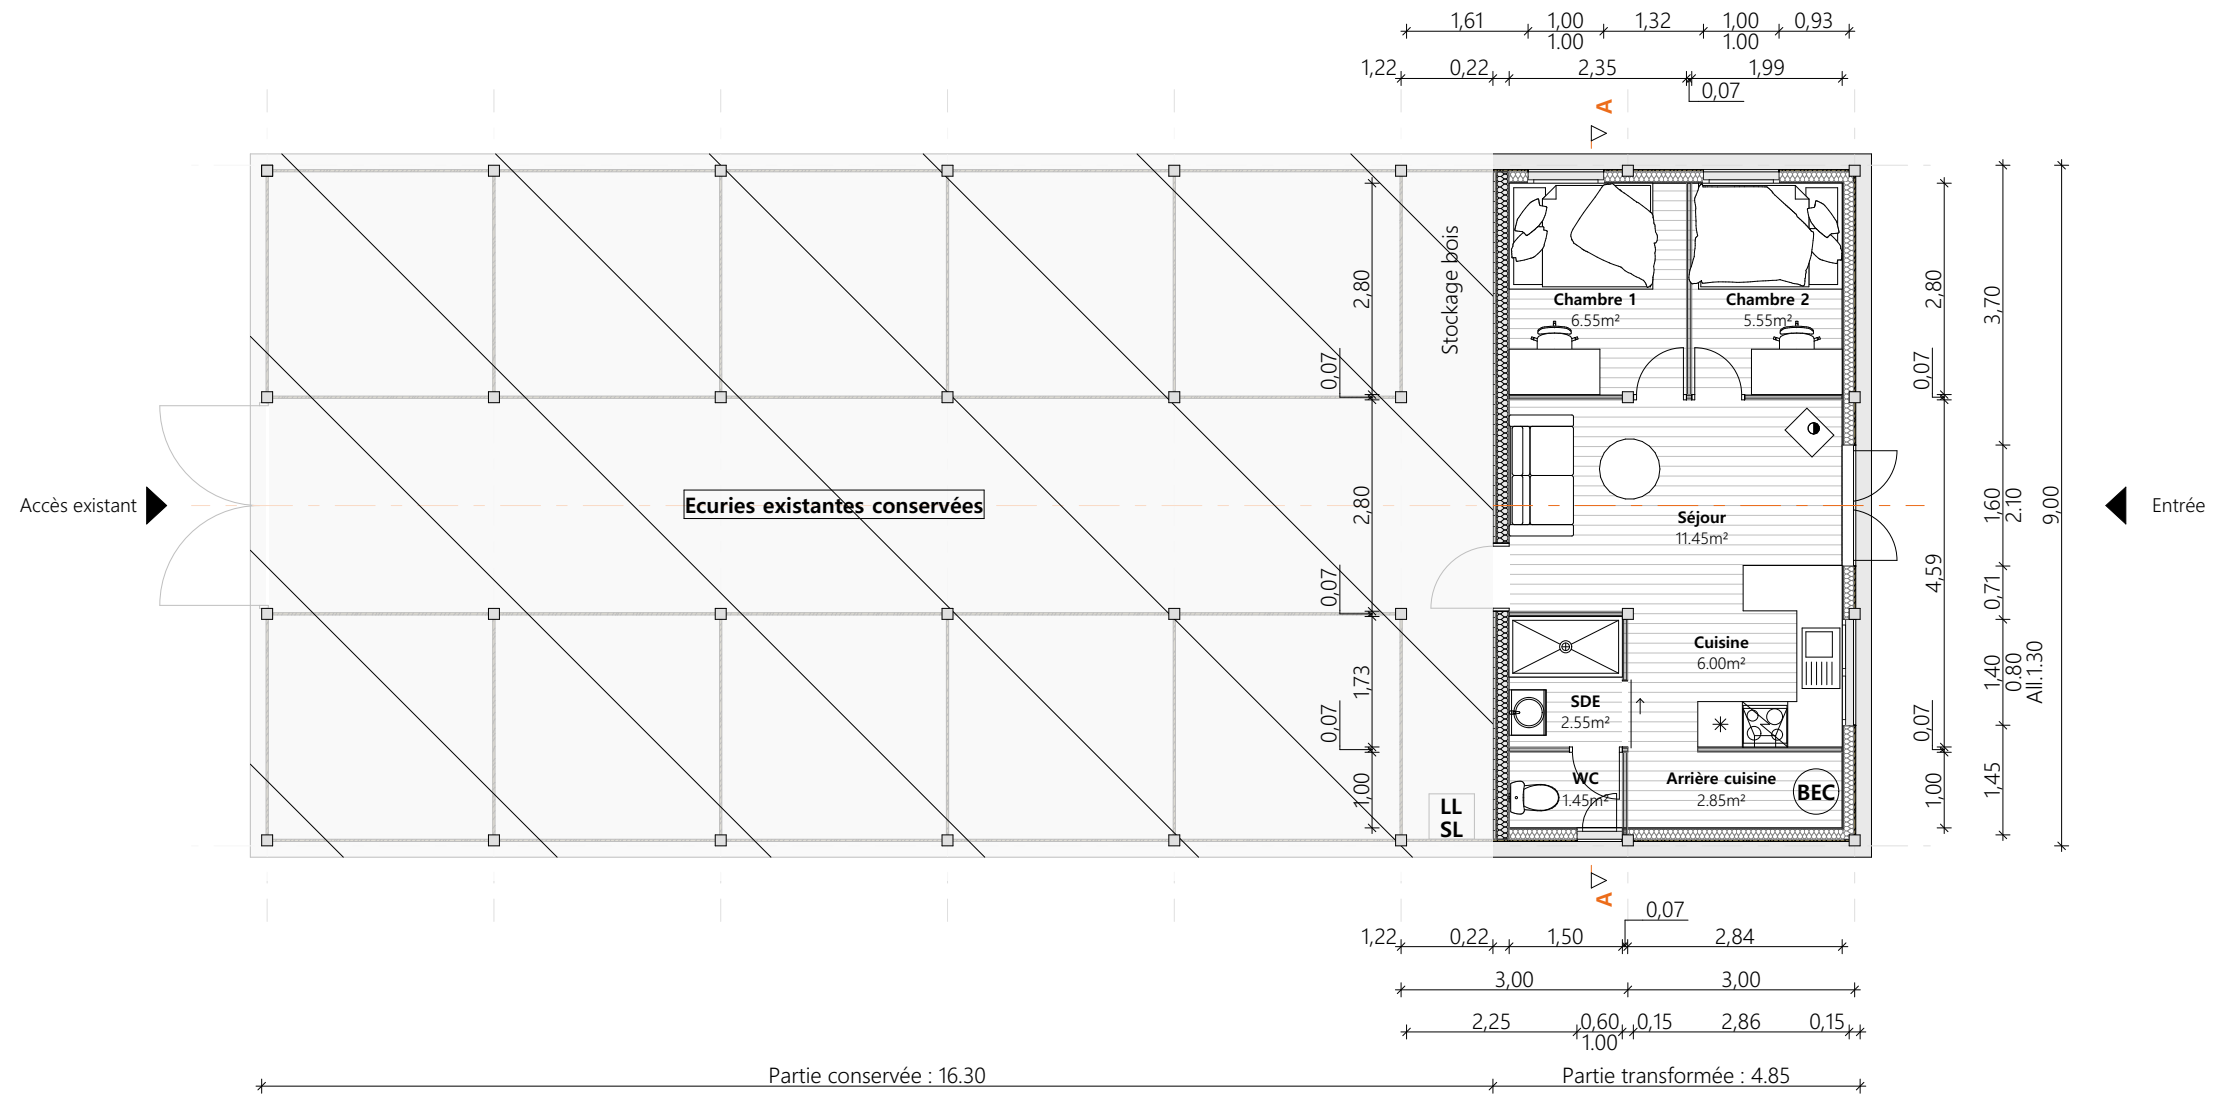 1,61 1,00 1,32 1,00 0,93
1.00 1.00
1,22 0,22 2,35 1,99
0,07
A
Stockage bois
2,80
0,07
2,80
0,07
1,73
0,07
1,00
Chambre 1
6.55m²
Chambre 2
5.55m²
Accès existant
Ecuries existantes conservées
Séjour
11.45m²
Entrée
Cuisine
6.00m²
SDE
2.55m²
WC
1.45m²
Arrière cuisine
2.85m²
BEC
LL
SL
2,80
0,07
4,59
0,07
1,00
3,70
1,60
2.10
0,71
1,40
0.80
All.1.30
1,45
9,00
A
0,07
1,22 0,22 1,50 2,84
3,00 3,00
2,25 0,60 0,15 2,86 0,15
1.00
Partie conservée : 16.30 Partie transformée : 4.85